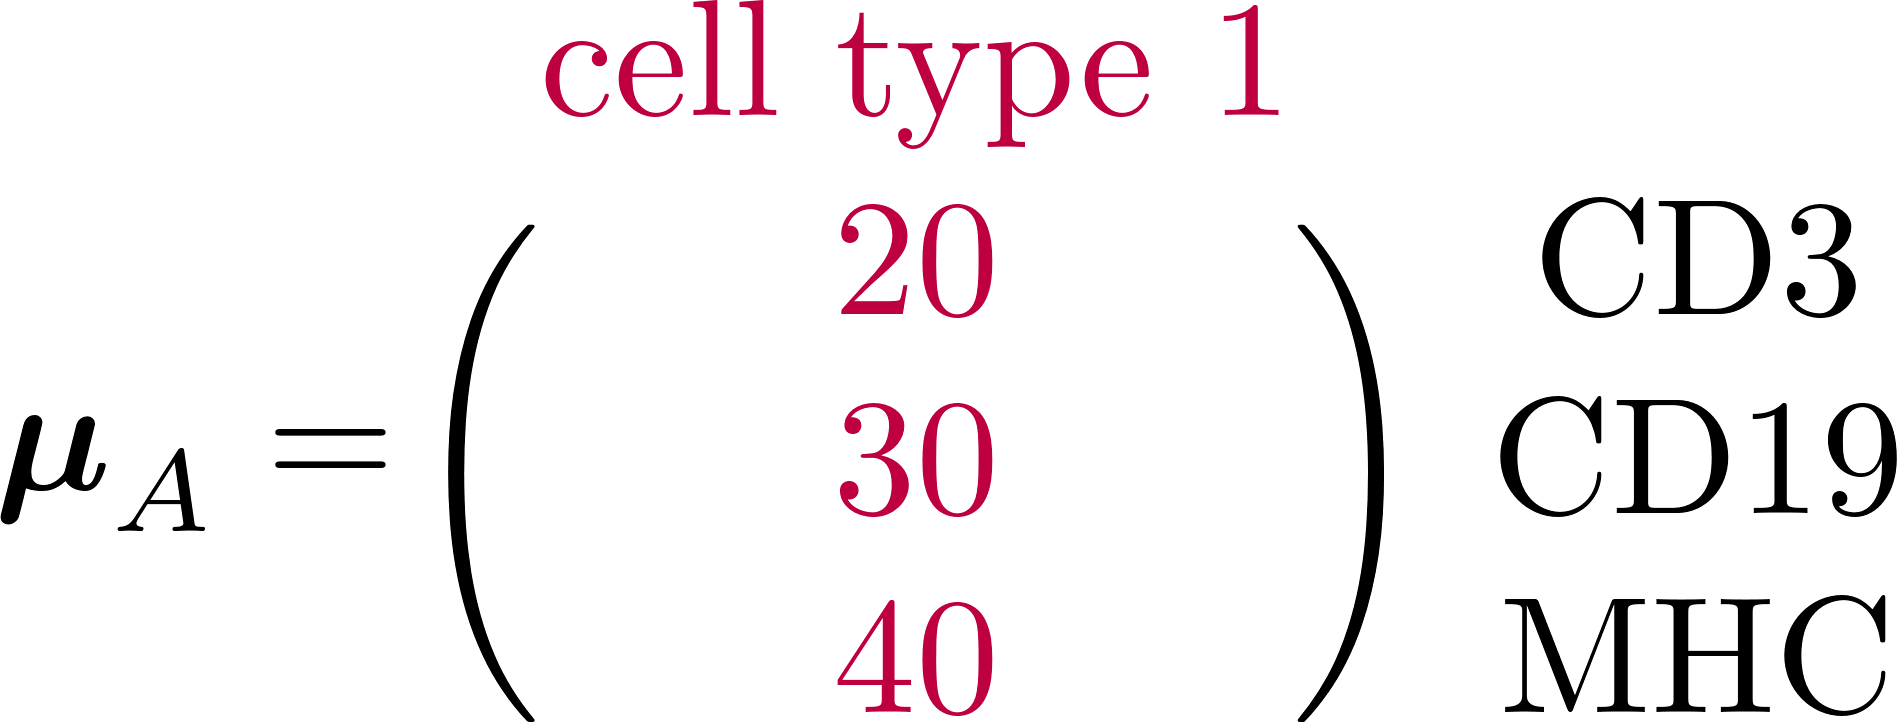 cell type 1
20 CD3
μ_A = ( 30 ) CD19
40 MHC